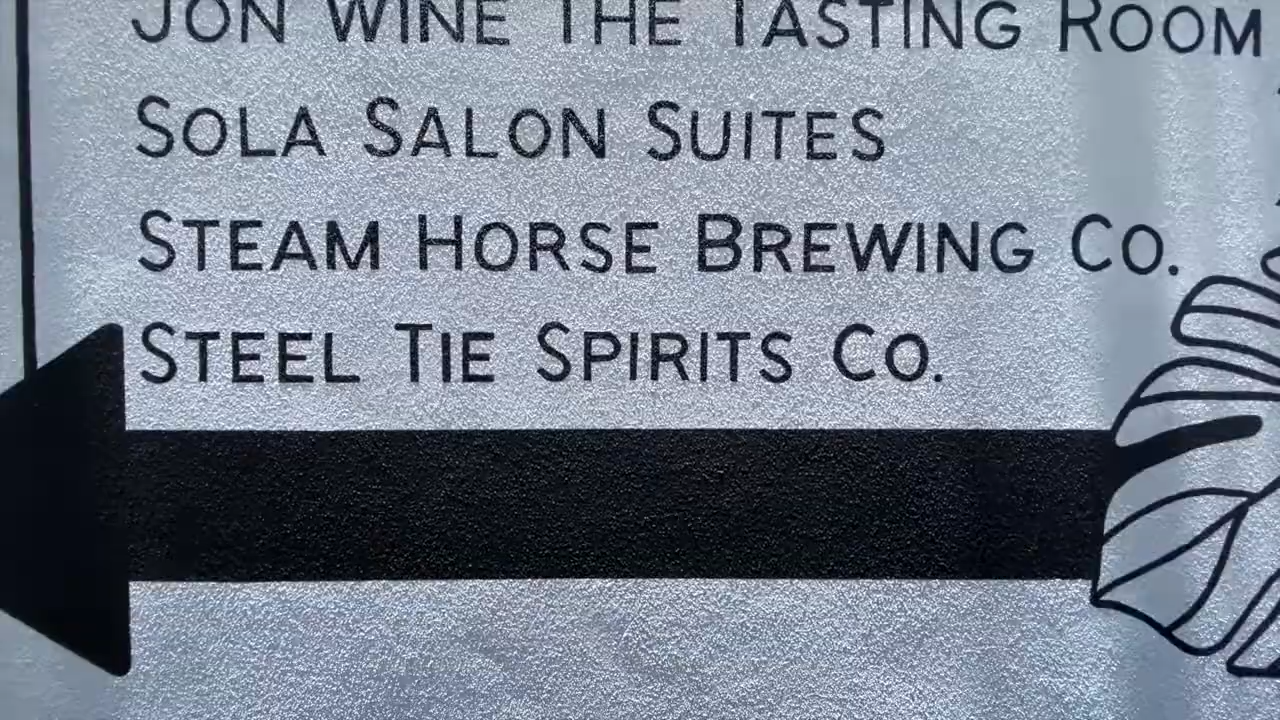 JON WINE THE TASTING ROOM
SOLA SALON SUITES
STEAM HORSE BREWING CO.
STEEL TIE SPIRITS CO.